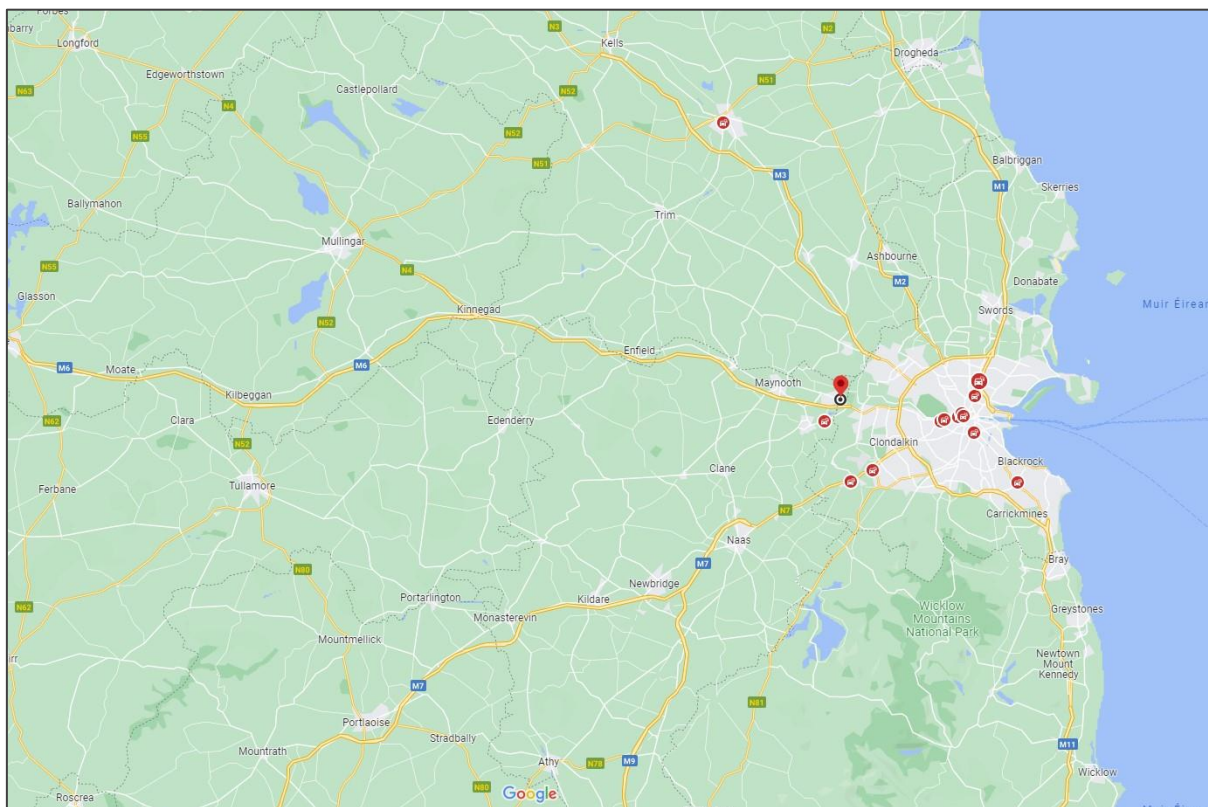 Forbes
nbarry
N3
N2
Longford
Kells
Drogheda
Edgeworthstown
N51
N63
Castlepollard
N52
N4
N55
N52
N51
Balbriggan
M3
M1
Skerries
Ballymahon
Trim
Mullingar
Ashbourne
N55
N4
M2
Donabate
Glasson
Muir Éirean
Kinnegad
Swords
N52
Enfield
M6
M6
Moate
Maynooth
Kilbeggan
Clara
Edenderry
N62
N52
Clondalkin
Blackrock
Clane
Ferbane
Tullamore
N7
Carrickmines
Naas
M7
Bray
N80
Newbridge
Portarlington
Kildare
Wicklow
Mountains
National Park
N62
Greystones
Monasterevin
Mountmellick
Newtown
Mount
Kennedy
M7
N81
Portlaoise
Stradbally
Mountrath
M11
Athy
N78
M9
Wicklow
N80
Google
Roscrea